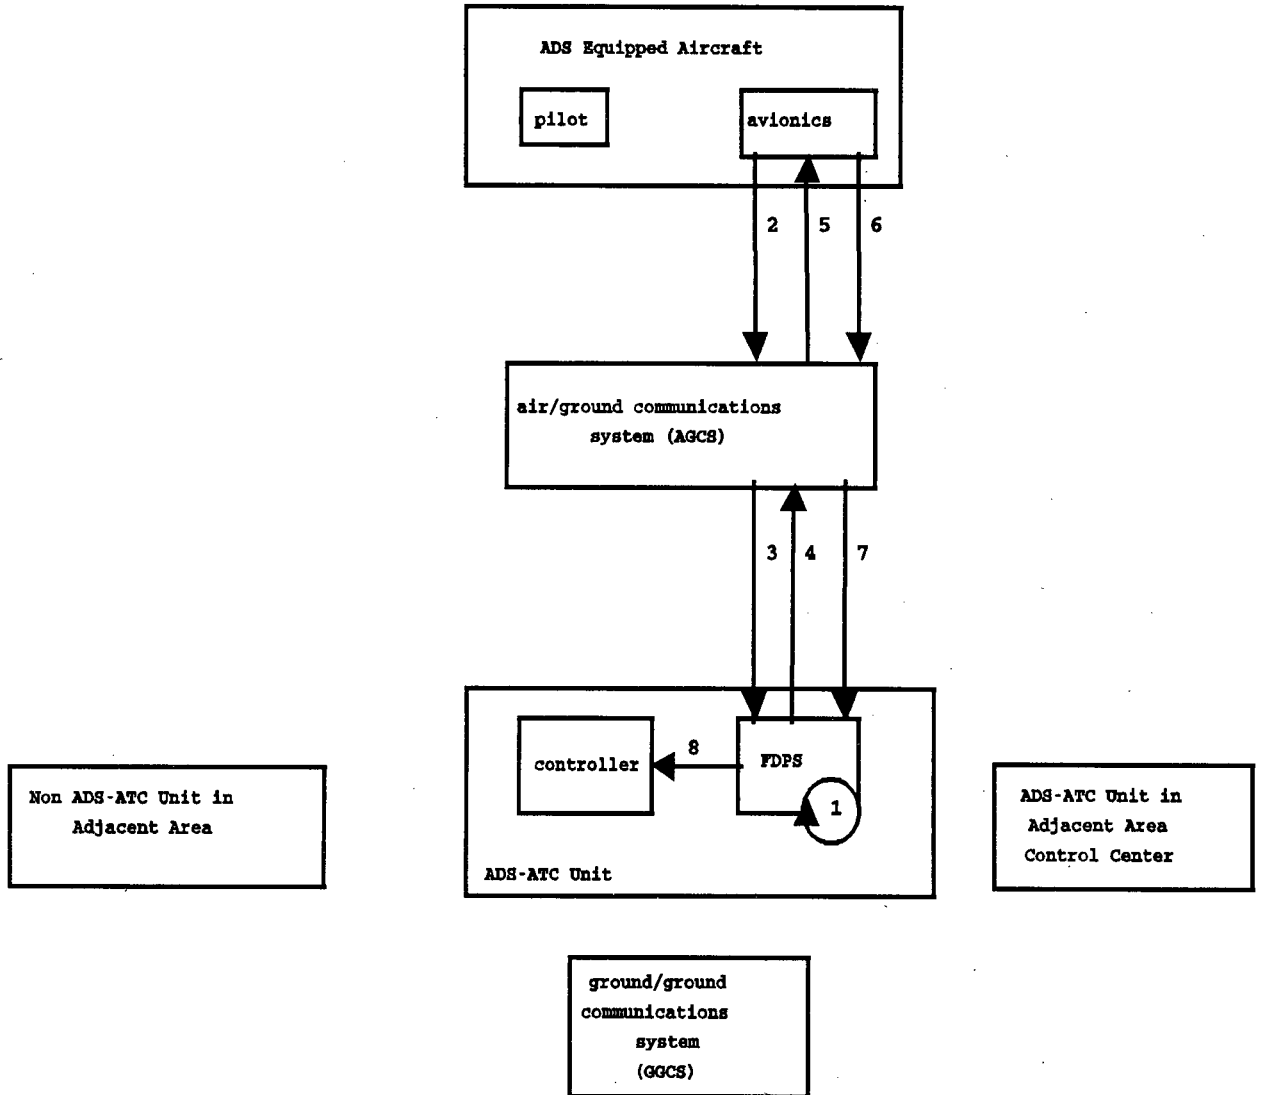 ADS Equipped Aircraft
pilot
avionics
2
5
6
air/ground communications
system (AGCS)
3
4
7
controller
8
FDPS
1
ADS-ATC Unit
Non ADS-ATC Unit in
Adjacent Area
ADS-ATC Unit in
Adjacent Area
Control Center
ground/ground
communications
system
(GGCS)